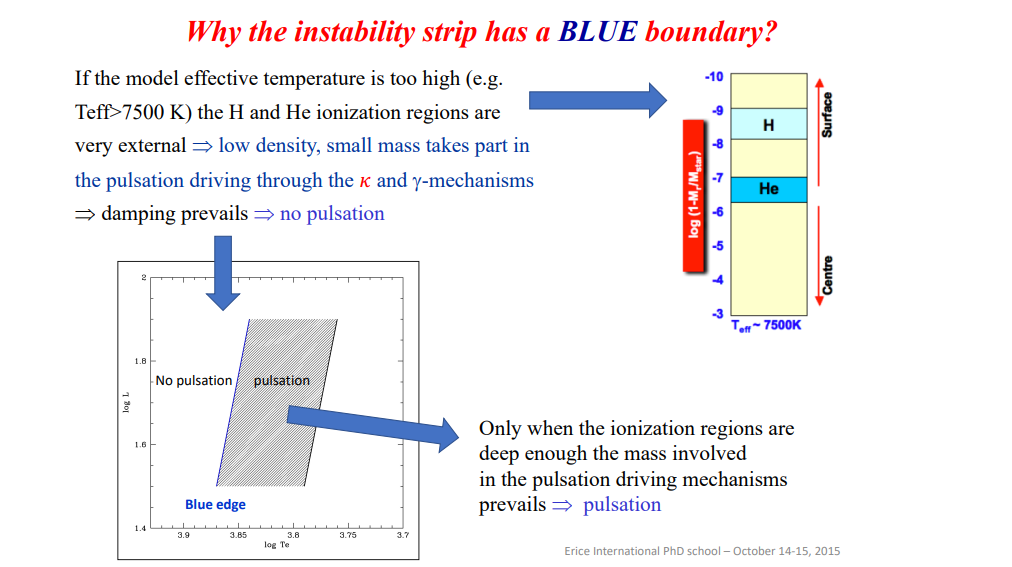 Why the instability strip has a BLUE boundary?
If the model effective temperature is too high (e.g.
Teff>7500 K) the H and He ionization regions are
very external ⇒ low density, small mass takes part in
the pulsation driving through the κ and γ-mechanisms
⇒ damping prevails ⇒ no pulsation
-10
-9
-8
-7
-6
-5
-4
-3
H
He
log (1-Mr/Mstar)
Surface
Centre
Teff ~ 7500K
2
1.8
1.6
1.4
log L
No pulsation
pulsation
Blue edge
3.9
3.85
3.8
3.75
3.7
log Te
Only when the ionization regions are
deep enough the mass involved
in the pulsation driving mechanisms
prevails ⇒ pulsation
Erice International PhD school – October 14-15, 2015